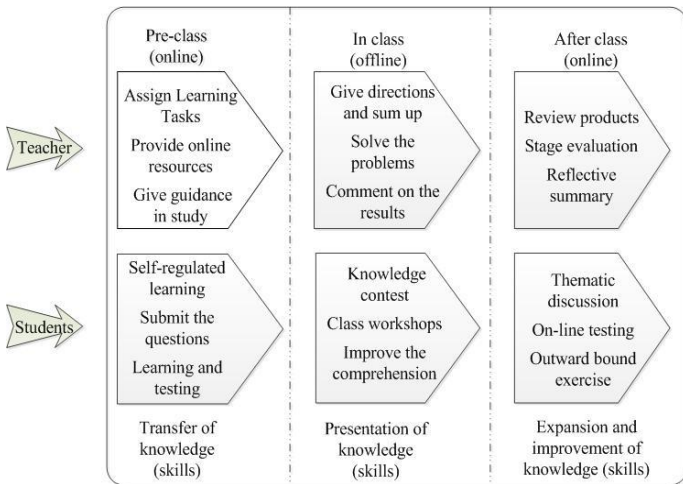 Pre-class
(online)
In class
(offline)
After class
(online)
Teacher
Assign Learning
Tasks
Provide online
resources
Give guidance
in study
Give directions
and sum up
Solve the
problems
Comment on the
results
Review products
Stage evaluation
Reflective
summary
Students
Self-regulated
learning
Submit the
questions
Learning and
testing
Knowledge
contest
Class workshops
Improve the
comprehension
Thematic
discussion
On-line testing
Outward bound
exercise
Transfer of
knowledge
(skills)
Presentation of
knowledge
(skills)
Expansion and
improvement of
knowledge (skills)